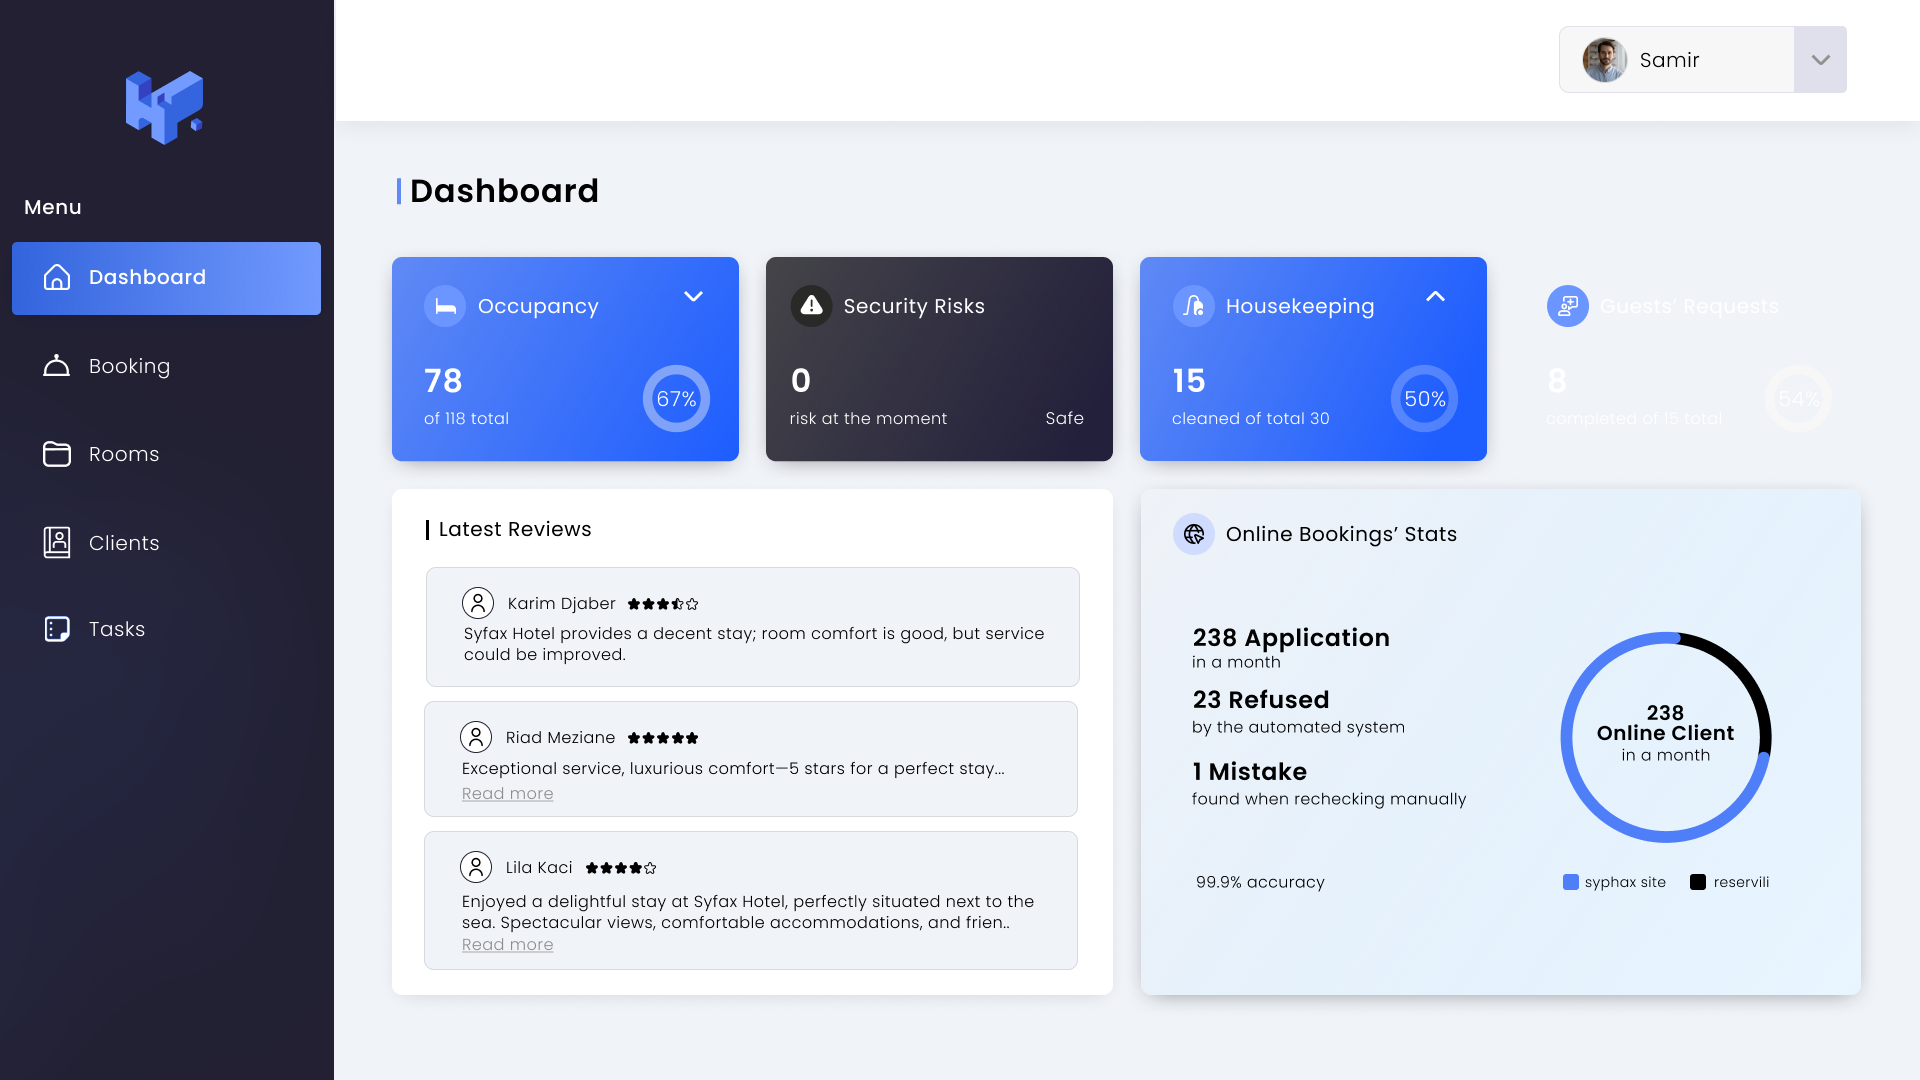 Samir
Menu
Dashboard
Booking
Rooms
Clients
Tasks
Dashboard
Occupancy
78
of 118 total
67%
Security Risks
0
risk at the moment
Safe
Housekeeping
15
cleaned of total 30
50%
Guests’ Requests
8
completed of 15 total
54%
Latest Reviews
Karim Djaber
Syfax Hotel provides a decent stay; room comfort is good, but service
could be improved.
Riad Meziane
Exceptional service, luxurious comfort—5 stars for a perfect stay...
Read more
Lila Kaci
Enjoyed a delightful stay at Syfax Hotel, perfectly situated next to the
sea. Spectacular views, comfortable accommodations, and frien..
Read more
Online Bookings’ Stats
238 Application
in a month
23 Refused
by the automated system
1 Mistake
found when rechecking manually
99.9% accuracy
238
Online Client
in a month
syphax site
reservili